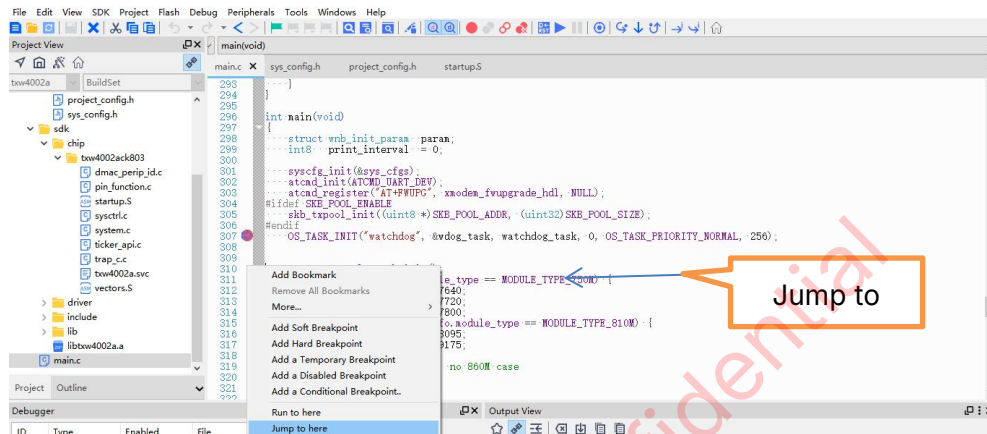 File Edit View SDK Project Flash Debug Peripherals Tools Windows Help
Project View
main(void)
main.c sys_config.h project_config.h startup.S
txw4002a BuildSet
project_config.h
sys_config.h
sdk
chip
txw4002ack803
dmac_perip_id.c
pin_function.c
startup.S
sysctrl.c
system.c
ticker_api.c
trap_c.c
txw4002a.svc
vectors.S
driver
include
lib
libtxw4002a.a
main.c
Project Outline
293 }
294 }
295
296 int main(void)
297 {
298 struct wnb_init_param param;
299 int8 print_interval = 0;
300
301 syscfg_init(&sys_cfgs);
302 atcmd_init(ATCMD_UART_DEV);
303 atcmd_register("AT+FWUPG", xmodem_fwupgrade_hdl, NULL);
304 #ifdef SKB_POOL_ENABLE
305 skb_txpool_init((uint8 *)SKB_POOL_ADDR, (uint32)SKB_POOL_SIZE);
306 #endif
307 OS_TASK_INIT("watchdog", &wdog_task, watchdog_task, 0, OS_TASK_PRIORITY_NORMAL, 256);
308
309
310
311 e_type == MODULE_TYPE_750M) {
312 7640;
313 7720;
314 7800;
315 fo.module_type == MODULE_TYPE_810M) {
316 8095;
317 9175;
318
319 no 860M case
320
321
322
Add Bookmark
Remove All Bookmarks
More...
Add Soft Breakpoint
Add Hard Breakpoint
Add a Temporary Breakpoint
Add a Disabled Breakpoint
Add a Conditional Breakpoint..
Run to here
Jump to here
Jump to
Debugger
ID Type Enabled File
Output View